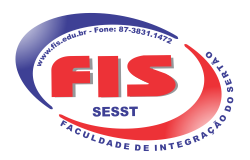 www.fis.edu.br - Fone: 87-3831.1472
FIS
SESST
FACULDADE DE INTEGRAÇÃO DO SERTÃO